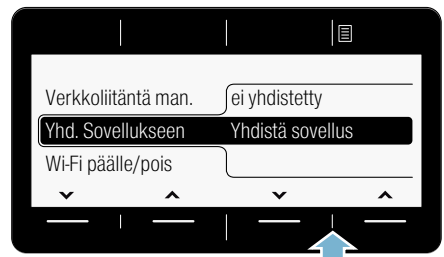 Verkkoliitäntä man. ei yhdistetty
Yhd. Sovellukseen Yhdistä sovellus
Wi-Fi päälle/pois